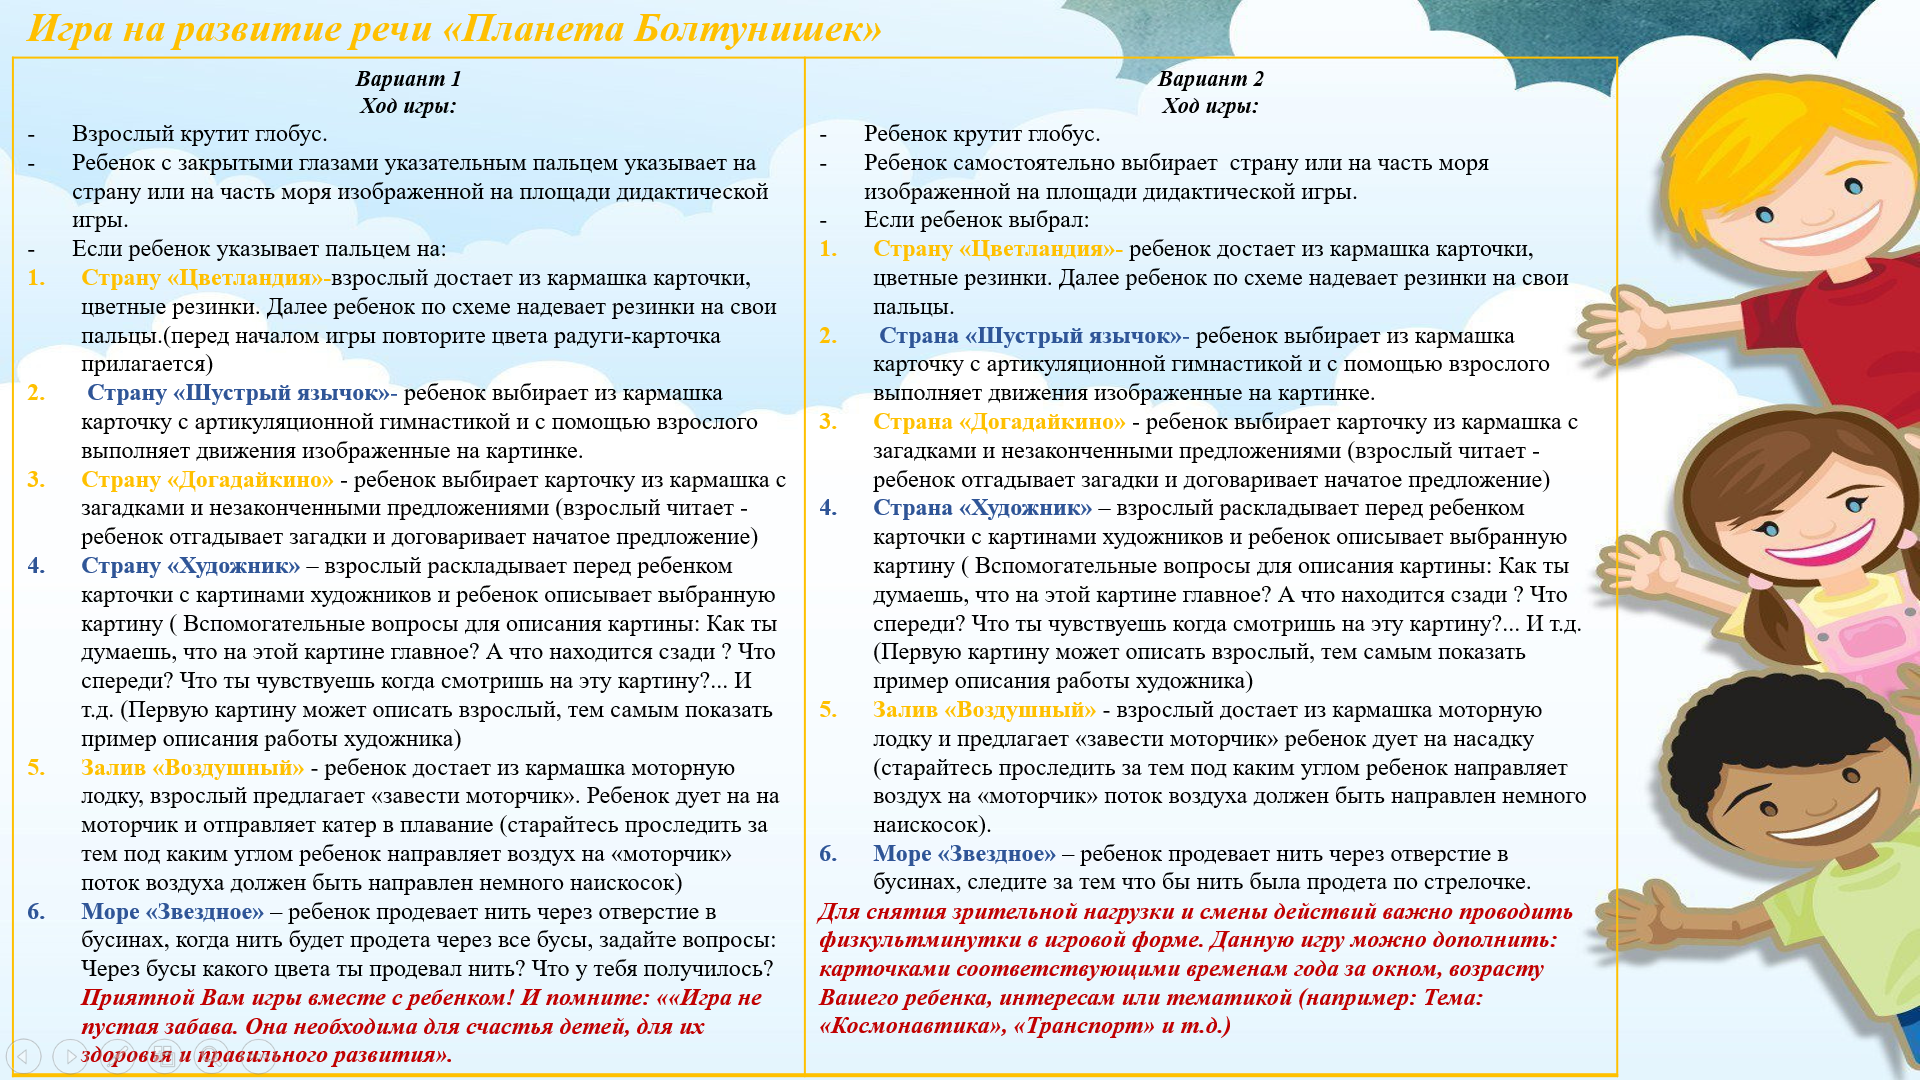 Игра на развитие речи «Планета Болтунишек»
Вариант 1
Ход игры:
- Взрослый крутит глобус.
- Ребенок с закрытыми глазами указательным пальцем указывает на
страну или на часть моря изображенной на площади дидактической
игры.
- Если ребенок указывает пальцем на:
1. Страну «Цветландия»-взрослый достает из кармашка карточки,
цветные резинки. Далее ребенок по схеме надевает резинки на свои
пальцы.(перед началом игры повторите цвета радуги-карточка
прилагается)
2. Страну «Шустрый язычок»- ребенок выбирает из кармашка
карточку с артикуляционной гимнастикой и с помощью взрослого
выполняет движения изображенные на картинке.
3. Страну «Догадайкино» - ребенок выбирает карточку из кармашка с
загадками и незаконченными предложениями (взрослый читает -
ребенок отгадывает загадки и договаривает начатое предложение)
4. Страну «Художник» – взрослый раскладывает перед ребенком
карточки с картинами художников и ребенок описывает выбранную
картину ( Вспомогательные вопросы для описания картины: Как ты
думаешь, что на этой картине главное? А что находится сзади ? Что
спереди? Что ты чувствуешь когда смотришь на эту картину?... И
т.д. (Первую картину может описать взрослый, тем самым показать
пример описания работы художника)
5. Залив «Воздушный» - ребенок достает из кармашка моторную
лодку, взрослый предлагает «завести моторчик». Ребенок дует на на
моторчик и отправляет катер в плавание (старайтесь проследить за
тем под каким углом ребенок направляет воздух на «моторчик»
поток воздуха должен быть направлен немного наискосок)
6. Море «Звездное» – ребенок продевает нить через отверстие в
бусинах, когда нить будет продета через все бусы, задайте вопросы:
Через бусы какого цвета ты продевал нить? Что у тебя получилось?
Приятной Вам игры вместе с ребенком! И помните: ««Игра не
пустая забава. Она необходима для счастья детей, для их
здоровья и правильного развития».
Вариант 2
Ход игры:
- Ребенок крутит глобус.
- Ребенок самостоятельно выбирает страну или на часть моря
изображенной на площади дидактической игры.
- Если ребенок выбрал:
1. Страну «Цветландия»- ребенок достает из кармашка карточки,
цветные резинки. Далее ребенок по схеме надевает резинки на свои
пальцы.
2. Страна «Шустрый язычок»- ребенок выбирает из кармашка
карточку с артикуляционной гимнастикой и с помощью взрослого
выполняет движения изображенные на картинке.
3. Страна «Догадайкино» - ребенок выбирает карточку из кармашка с
загадками и незаконченными предложениями (взрослый читает -
ребенок отгадывает загадки и договаривает начатое предложение)
4. Страна «Художник» – взрослый раскладывает перед ребенком
карточки с картинами художников и ребенок описывает выбранную
картину ( Вспомогательные вопросы для описания картины: Как ты
думаешь, что на этой картине главное? А что находится сзади ? Что
спереди? Что ты чувствуешь когда смотришь на эту картину?... И т.д.
(Первую картину может описать взрослый, тем самым показать
пример описания работы художника)
5. Залив «Воздушный» - взрослый достает из кармашка моторную
лодку и предлагает «завести моторчик» ребенок дует на насадку
(старайтесь проследить за тем под каким углом ребенок направляет
воздух на «моторчик» поток воздуха должен быть направлен немного
наискосок).
6. Море «Звездное» – ребенок продевает нить через отверстие в
бусинах, следите за тем что бы нить была продета по стрелочке.
Для снятия зрительной нагрузки и смены действий важно проводить
физкультминутки в игровой форме. Данную игру можно дополнить:
карточками соответствующими временам года за окном, возрасту
Вашего ребенка, интересам или тематикой (например: Тема:
«Космонавтика», «Транспорт» и т.д.)